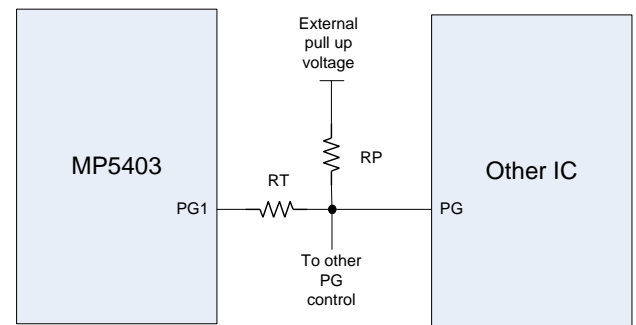 External
pull up
voltage
MP5403
RP
Other IC
RT
PG1
PG
To other
PG
control